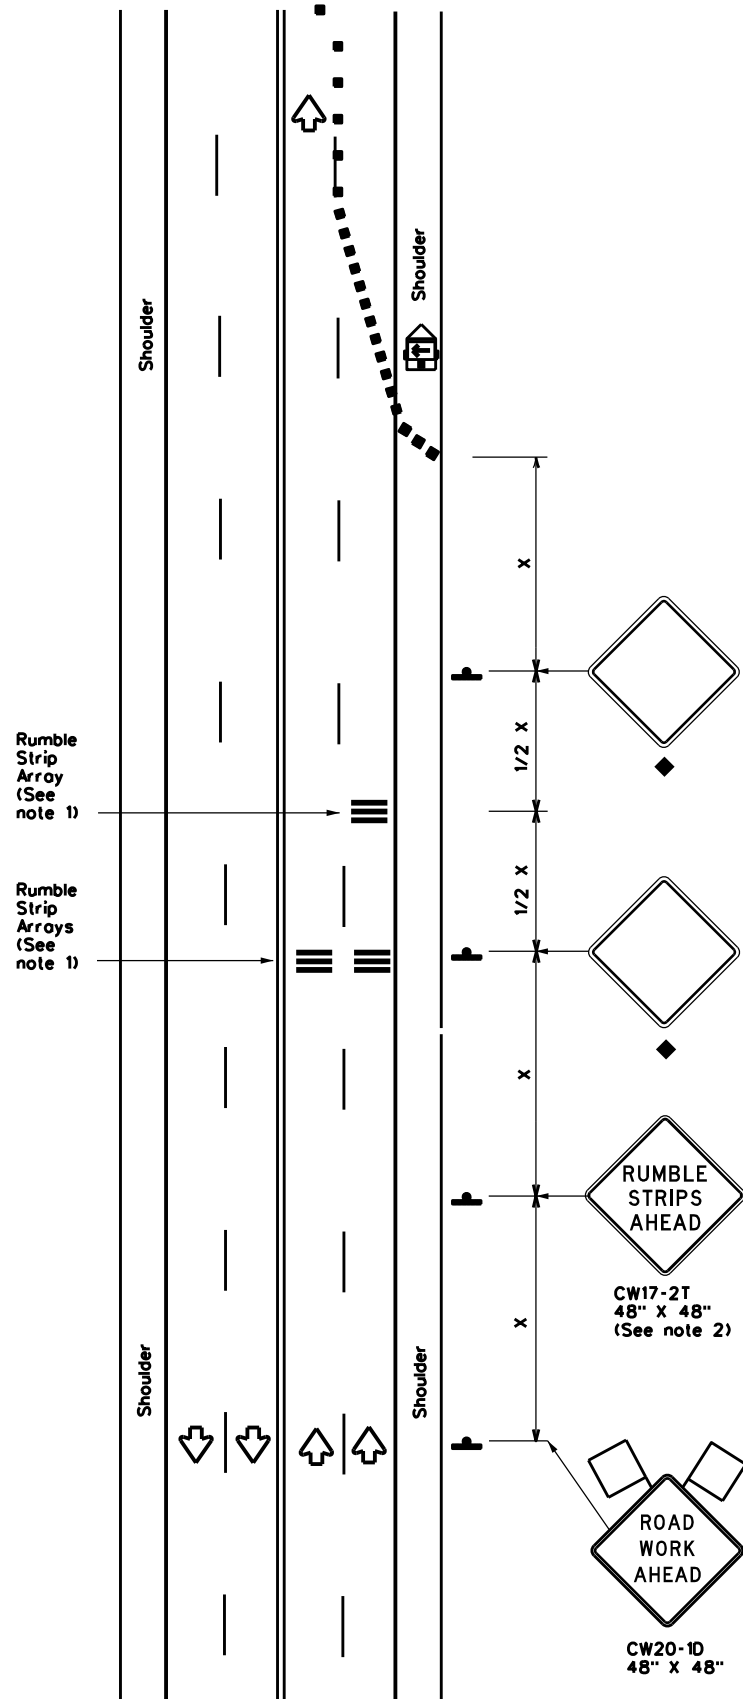 Shoulder
Shoulder
X
1/2 X
Rumble
Strip
Array
(See
note 1)
1/2 X
Rumble
Strip
Arrays
(See
note 1)
X
RUMBLE
STRIPS
AHEAD
CW17-2T
48" X 48"
(See note 2)
X
Shoulder
Shoulder
ROAD
WORK
AHEAD
CW20-1D
48" X 48"